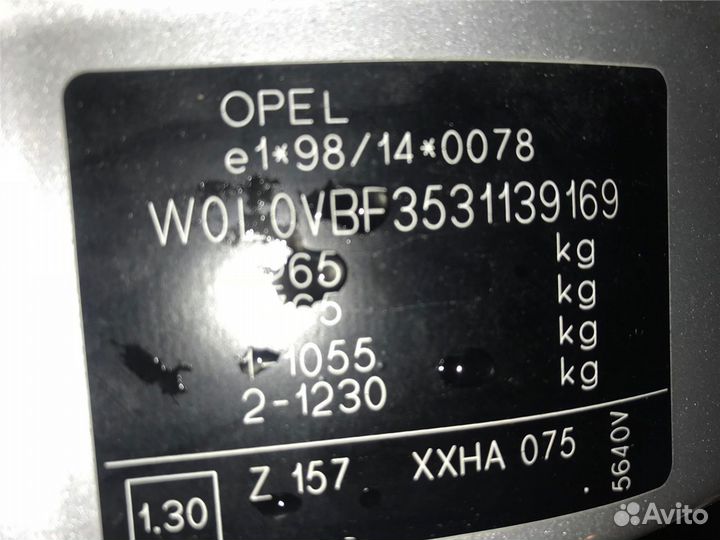 OPEL
e1*98/14*0078
W0L0VBF3531139169
kg
kg
1-1055 kg
2-1230 kg
Z 157 XXHA 075
5640V
1.30
Avito